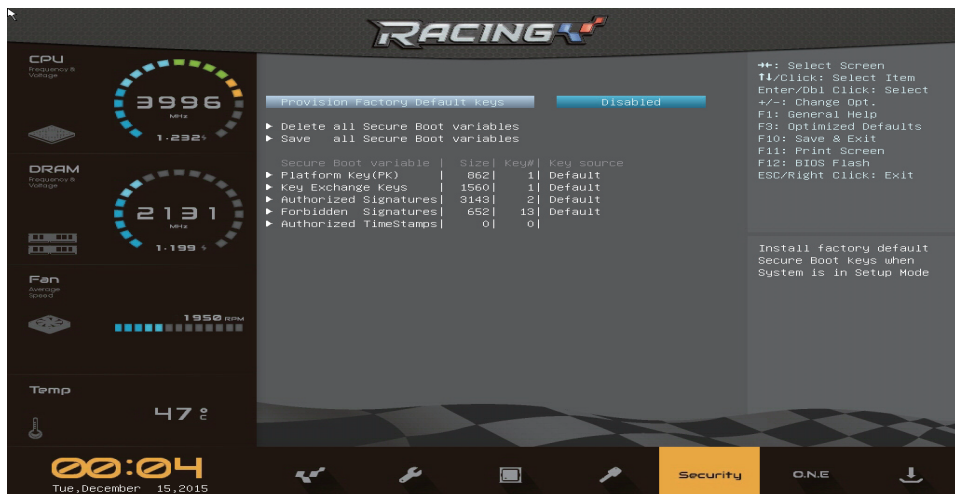 RACING
CPU
Frequency &
Voltage
3996
MHz
1.232
DRAM
Frequency &
Voltage
2131
MHz
1.199
Fan
Average
Speed
1950 RPM
Temp
47 °C
00:04
Tue,December 15,2015
Provision Factory Default keys Disabled
► Delete all Secure Boot variables
► Save all Secure Boot variables
Secure Boot variable | Size| Key#| Key source
► Platform Key(PK) | 862| 1| Default
► Key Exchange Keys | 1560| 1| Default
► Authorized Signatures| 3143| 2| Default
► Forbidden Signatures| 652| 13| Default
► Authorized TimeStamps| 0| 0|
→←: Select Screen
↑↓/Click: Select Item
Enter/Dbl Click: Select
+/-: Change Opt.
F1: General Help
F3: Optimized Defaults
F10: Save & Exit
F11: Print Screen
F12: BIOS Flash
ESC/Right Click: Exit
Install factory default
Secure Boot keys when
System is in Setup Mode
Security
O.N.E